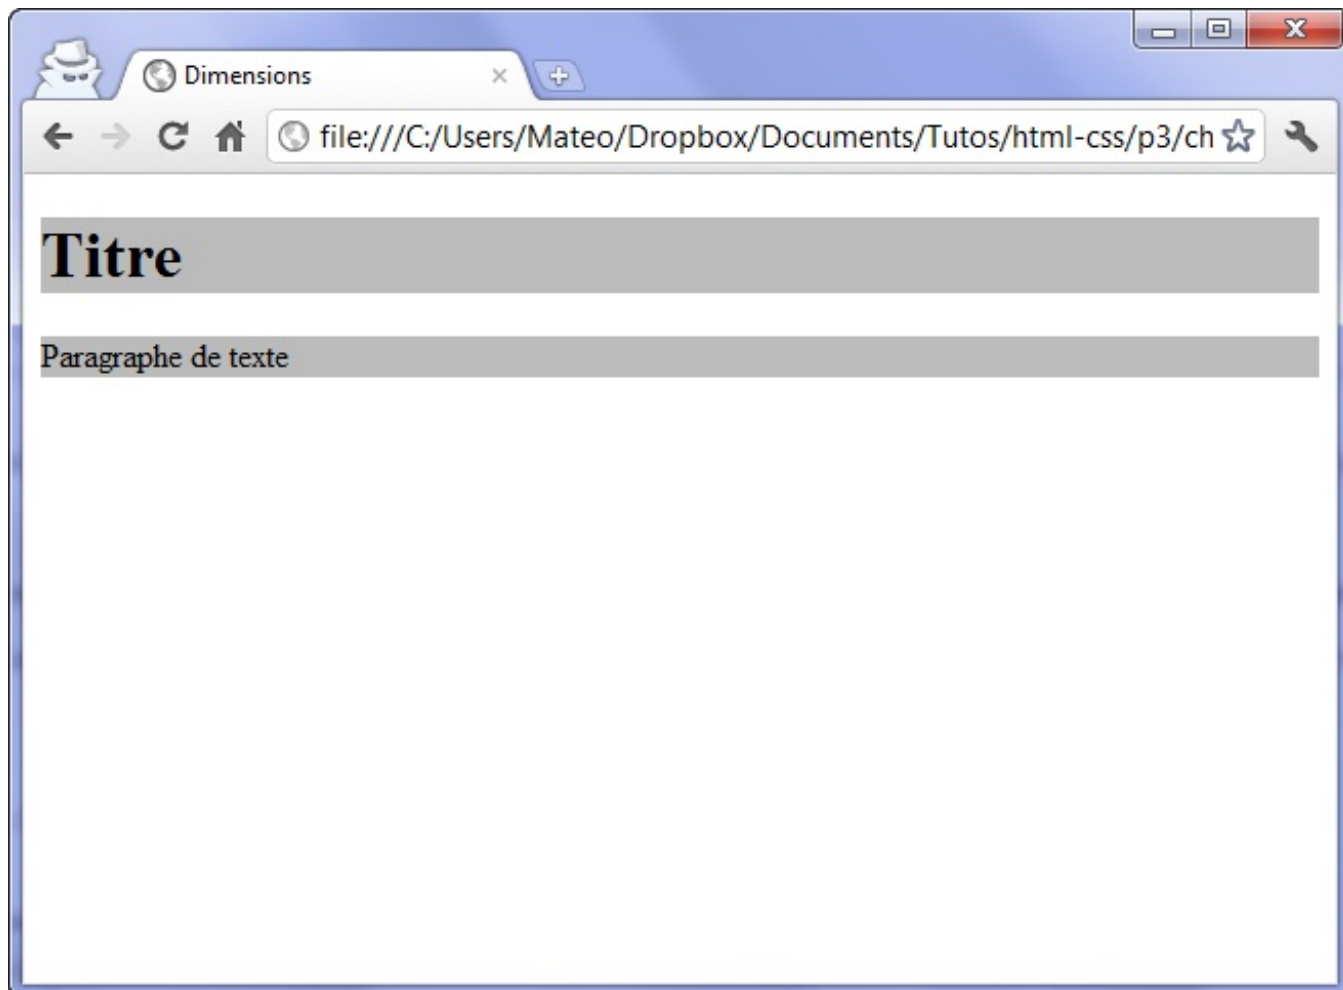 Dimensions
file:///C:/Users/Mateo/Dropbox/Documents/Tutos/html-css/p3/ch
Titre
Paragraphe de texte